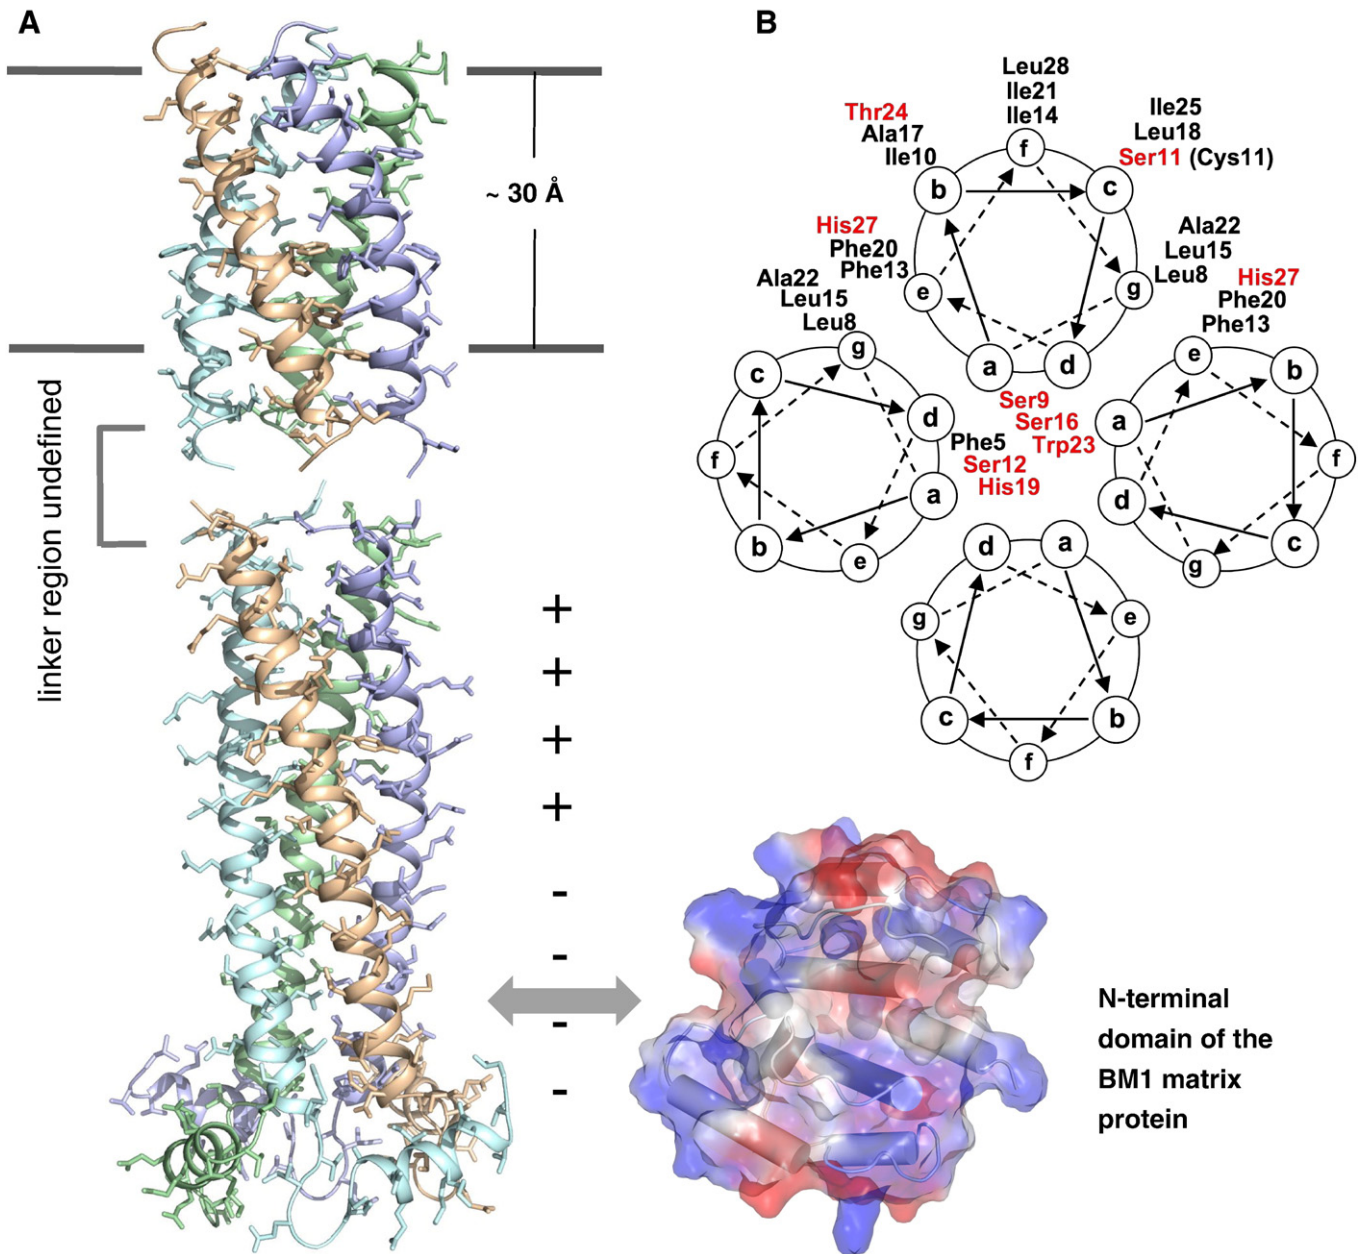 A
~ 30 Å
linker region undefined
+
+
+
+
-
-
-
-
B
Leu28
Ile21
Ile14
Thr24
Ala17
Ile10
Ile25
Leu18
Ser11 (Cys11)
f
b
c
His27
Phe20
Phe13
Ala22
Leu15
Leu8
e
g
a
d
Ala22
Leu15
Leu8
His27
Phe20
Phe13
g
c
d
f
a
b
e
Ser9
Ser16
Trp23
Phe5
Ser12
His19
e
b
a
f
d
c
g
d
a
g
e
c
b
f
N-terminal
domain of the
BM1 matrix
protein